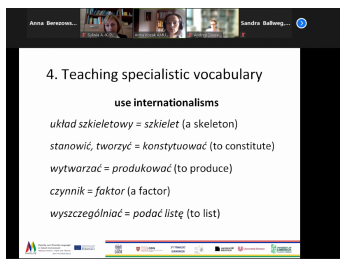 Anna Berezows...
Sandra Ballweg,...
4. Teaching specialistic vocabulary
use internationalisms
układ szkieletowy = szkielet (a skeleton)
stanowić, tworzyć = konstytuować (to constitute)
wytwarzać = produkować (to produce)
czynnik = faktor (a factor)
wyszczególniać = podać listę (to list)